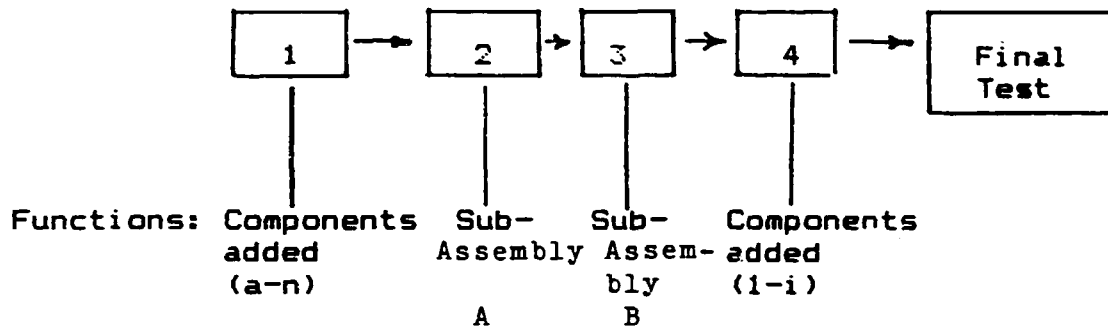 1 2 3 4 Final
Test
Functions: Components Sub- Sub- Components
added Assembly Assem- added
(a-n) bly (1-i)
A B